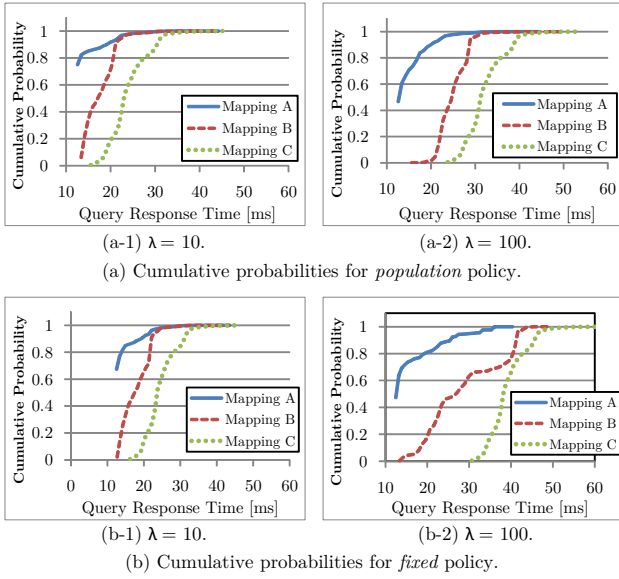 Cumulative Probability
1
0.8
0.6
0.4
0.2
0
10 20 30 40 50 60
Query Response Time [ms]
Mapping A
Mapping B
Mapping C
(a-1) λ = 10.
Cumulative Probability
1
0.8
0.6
0.4
0.2
0
10 20 30 40 50 60
Query Response Time [ms]
Mapping A
Mapping B
Mapping C
(a-2) λ = 100.
(a) Cumulative probabilities for population policy.
Cumulative Probability
1
0.8
0.6
0.4
0.2
0
0 10 20 30 40 50 60
Query Response Time [ms]
Mapping A
Mapping B
Mapping C
(b-1) λ = 10.
Cumulative Probability
1
0.8
0.6
0.4
0.2
0
10 20 30 40 50 60
Query Response Time [ms]
Mapping A
Mapping B
Mapping C
(b-2) λ = 100.
(b) Cumulative probabilities for fixed policy.